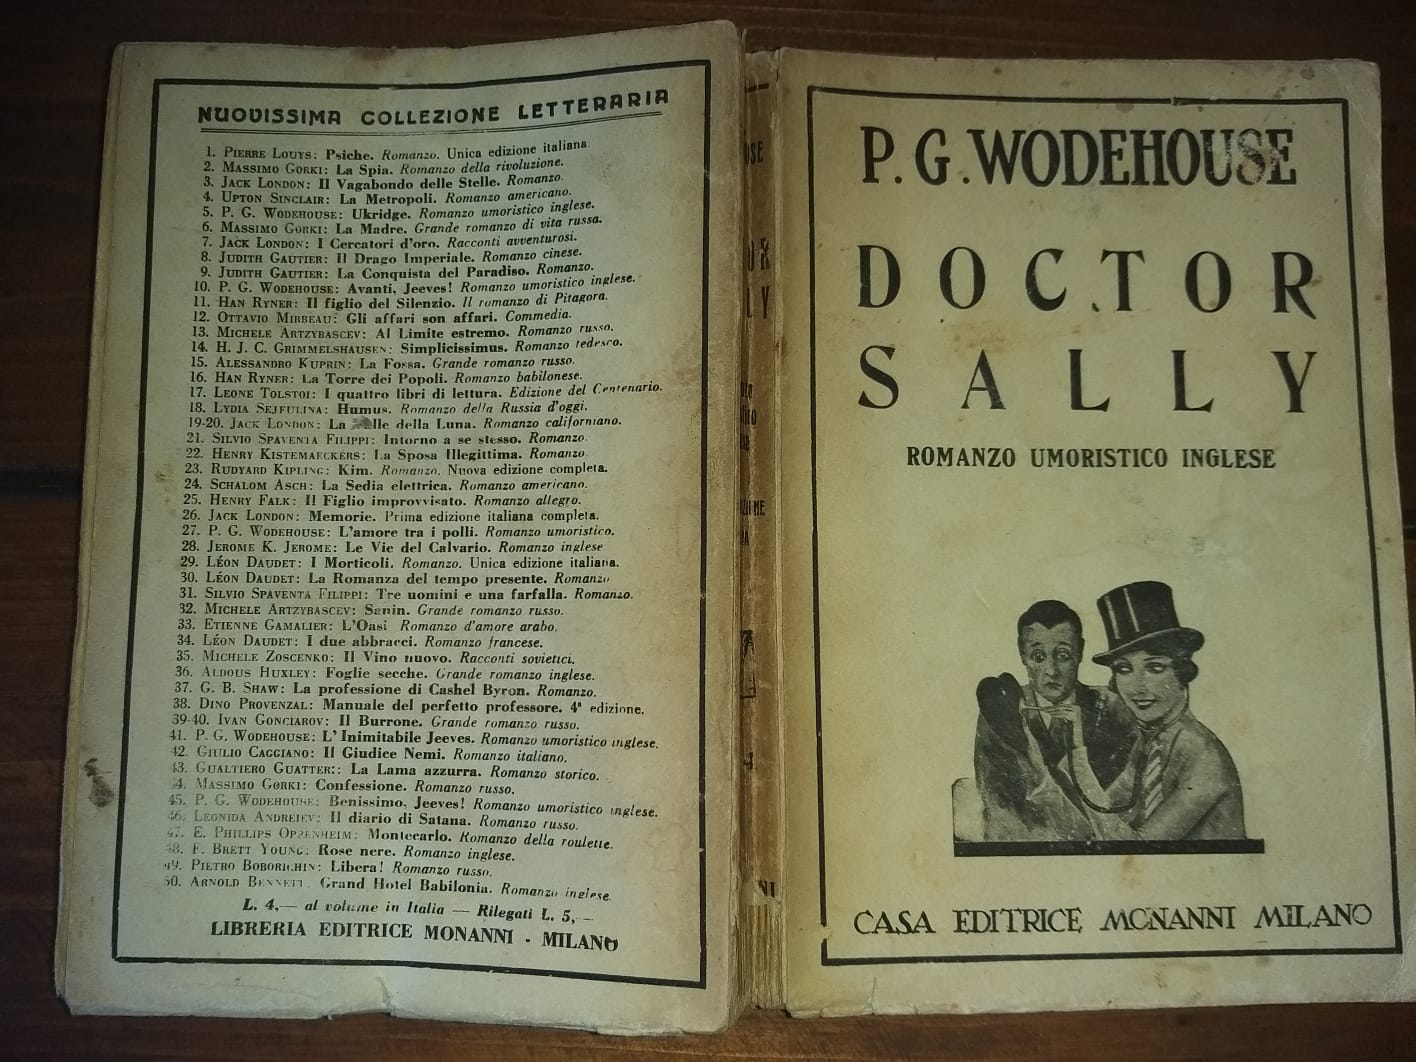 NUOVISSIMA COLLEZIONE LETTERARIA
1. PIERRE LOUYS: Psiche. Romanzo. Unica edizione italiana
2. MASSIMO GORKI: La Spia. Romanzo della rivoluzione.
3. JACK LONDON: Il Vagabondo delle Stelle. Romanzo.
4. UPTON SINCLAIR: La Metropoli. Romanzo americano.
5. P. G. WODEHOUSE: Ukridge. Romanzo umoristico inglese.
6. MASSIMO GORKI: La Madre. Grande romanzo di vita russa.
7. JACK LONDON: I Cercatori d'oro. Racconti avventurosi.
8. JUDITH GAUTIER: Il Drago Imperiale. Romanzo cinese.
9. JUDITH GAUTIER: La Conquista del Paradiso. Romanzo.
10. P. G. WODEHOUSE: Avanti, Jeeves! Romanzo umoristico inglese.
11. HAN RYNER: Il figlio del Silenzio. Il romanzo di Pitagora.
12. OTTAVIO MIRBEAU: Gli affari son affari. Commedia.
13. MICHELE ARTZYBASCEV: Al Limite estremo. Romanzo russo.
14. H. J. C. GRIMMELSHAUSEN: Simplicissimus. Romanzo tedesco.
15. ALESSANDRO KUPRIN: La Fossa. Grande romanzo russo.
16. HAN RYNER: La Torre dei Popoli. Romanzo babilonese.
17. LEONE TOLSTOI: I quattro libri di lettura. Edizione del Centenario.
18. LYDIA SEJFULINA: Humus. Romanzo della Russia d'oggi.
19-20. JACK LONDON: La della Luna. Romanzo californiano.
21. SILVIO SPAVENTA FILIPPI: Intorno a se stesso. Romanzo.
22. HENRY KISTEMAECKERS: La Sposa Illegittima. Romanzo
23. RUDYARD KIPLING: Kim. Romanzo. Nuova edizione completa.
24. SCHALOM ASCH: La Sedia elettrica. Romanzo americano.
25. HENRY FALK: Il Figlio improvvisato. Romanzo allegro.
26. JACK LONDON: Memorie. Prima edizione italiana completa.
27. P. G. WODEHOUSE: L'amore tra i polli. Romanzo umoristico.
28. JEROME K. JEROME: Le Vie del Calvario. Romanzo inglese
29. LÉON DAUDET: I Morticoli. Romanzo. Unica edizione italiana.
30. LÉON DAUDET: La Romanza del tempo presente. Romanzo
31. SILVIO SPAVENTA FILIPPI: Tre uomini e una farfalla. Romanzo.
32. MICHELE ARTZYBASCEV: Sanin. Grande romanzo russo.
33. ETIENNE GAMALIER: L'Oasi Romanzo d'amore arabo.
34. LÉON DAUDET: I due abbracci. Romanzo francese.
35. MICHELE ZOSCENKO: Il Vino nuovo. Racconti sovietici.
36. ALDOUS HUXLEY: Foglie secche. Grande romanzo inglese.
37. G. B. SHAW: La professione di Cashel Byron. Romanzo.
38. DINO PROVENZAL: Manuale del perfetto professore. 4ª edizione.
39-40. IVAN GONCIAROV: Il Burrone. Grande romanzo russo.
41. P. G. WODEHOUSE: L'Inimitabile Jeeves. Romanzo umoristico inglese.
42. GIULIO CAGGIANO: Il Giudice Nemi. Romanzo italiano.
43. GUALTIERO GUATTERI: La Lama azzurra. Romanzo storico.
4. MASSIMO GORKI: Confessione. Romanzo russo.
45. P. G. WODEHOUSE: Benissimo, Jeeves! Romanzo umoristico inglese.
46. LEONIDA ANDREIEV: Il diario di Satana. Romanzo russo.
47. E. PHILLIPS OPPENHEIM: Montecarlo. Romanzo della roulette.
48. F. BRETT YOUNG: Rose nere. Romanzo inglese.
49. PIETRO BOBORICHIN: Libera! Romanzo russo.
50. ARNOLD BENNETT. Grand Hotel Babilonia. Romanzo inglese.
L. 4,— al volume in Italia — Rilegati L. 5,—
LIBRERIA EDITRICE MONANNI - MILANO
P. G. WODEHOUSE
DOCTOR
SALLY
ROMANZO UMORISTICO INGLESE
CASA EDITRICE MONANNI MILANO